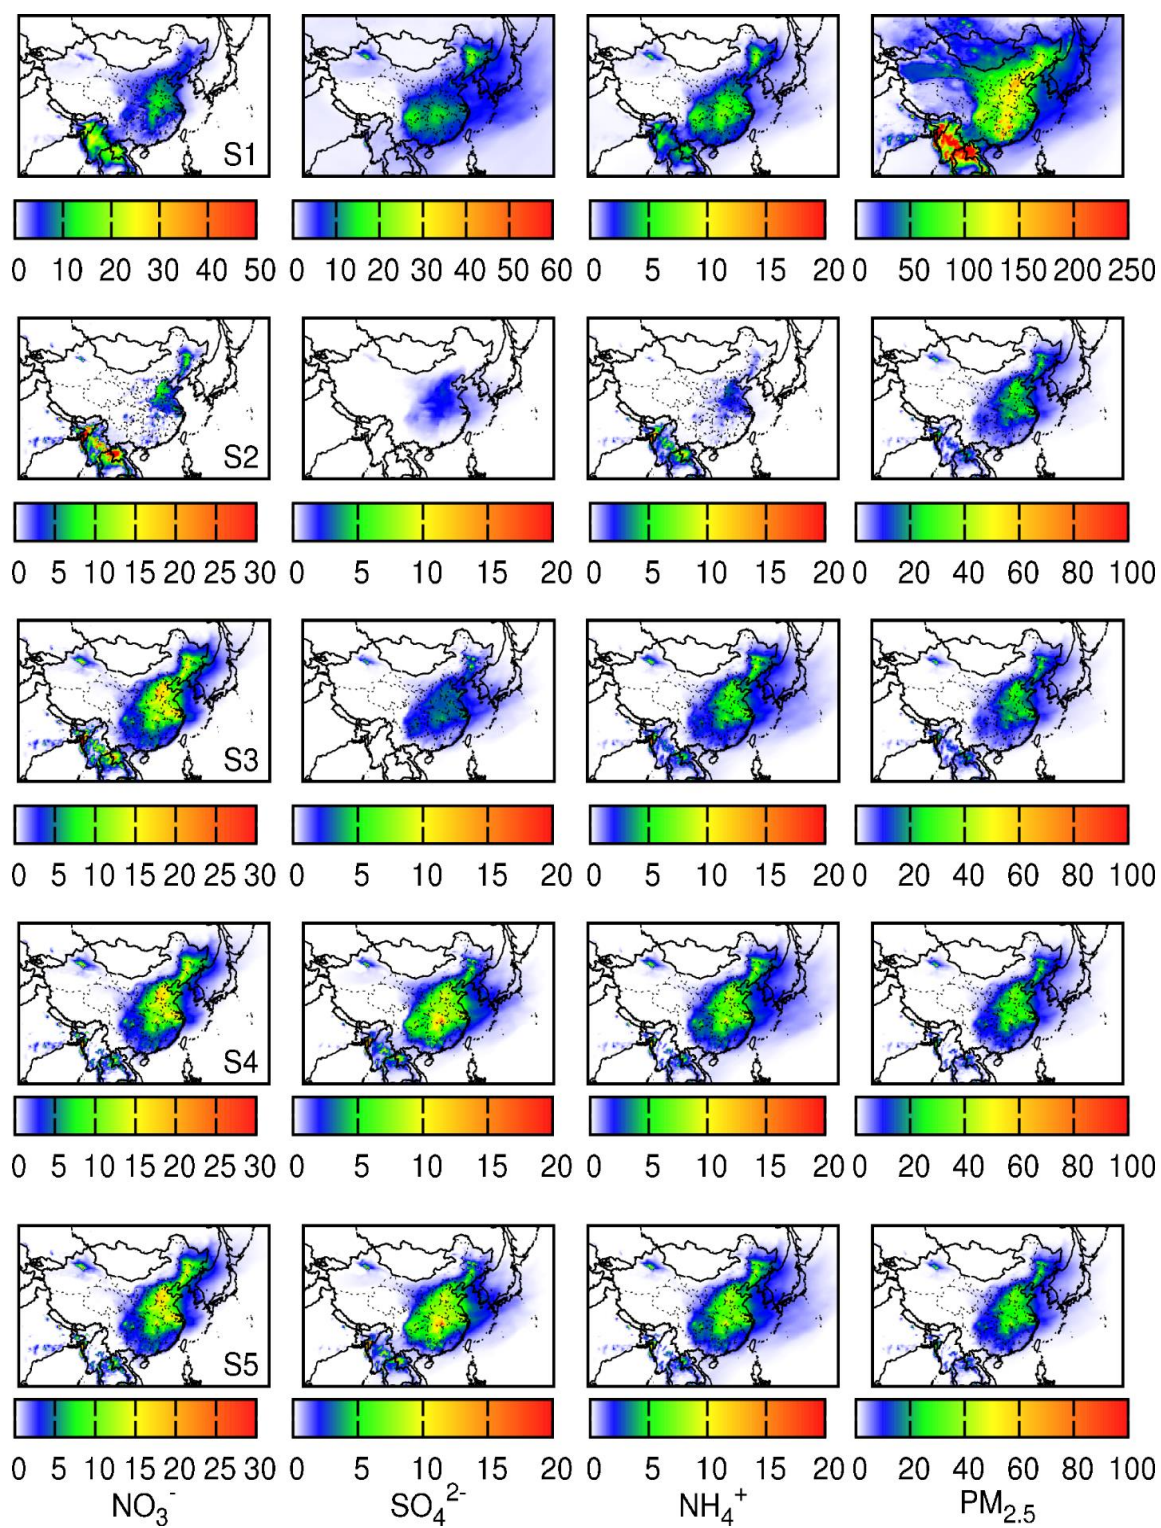 S1
0 10 20 30 40 50 0 10 20 30 40 50 60 0 5 10 15 20 0 50 100 150 200 250
S2
0 5 10 15 20 25 30 0 5 10 15 20 0 5 10 15 20 0 20 40 60 80 100
S3
0 5 10 15 20 25 30 0 5 10 15 20 0 5 10 15 20 0 20 40 60 80 100
S4
0 5 10 15 20 25 30 0 5 10 15 20 0 5 10 15 20 0 20 40 60 80 100
S5
0 5 10 15 20 25 30 0 5 10 15 20 0 5 10 15 20 0 20 40 60 80 100
NO₃⁻ SO₄²⁻ NH₄⁺ PM₂.₅